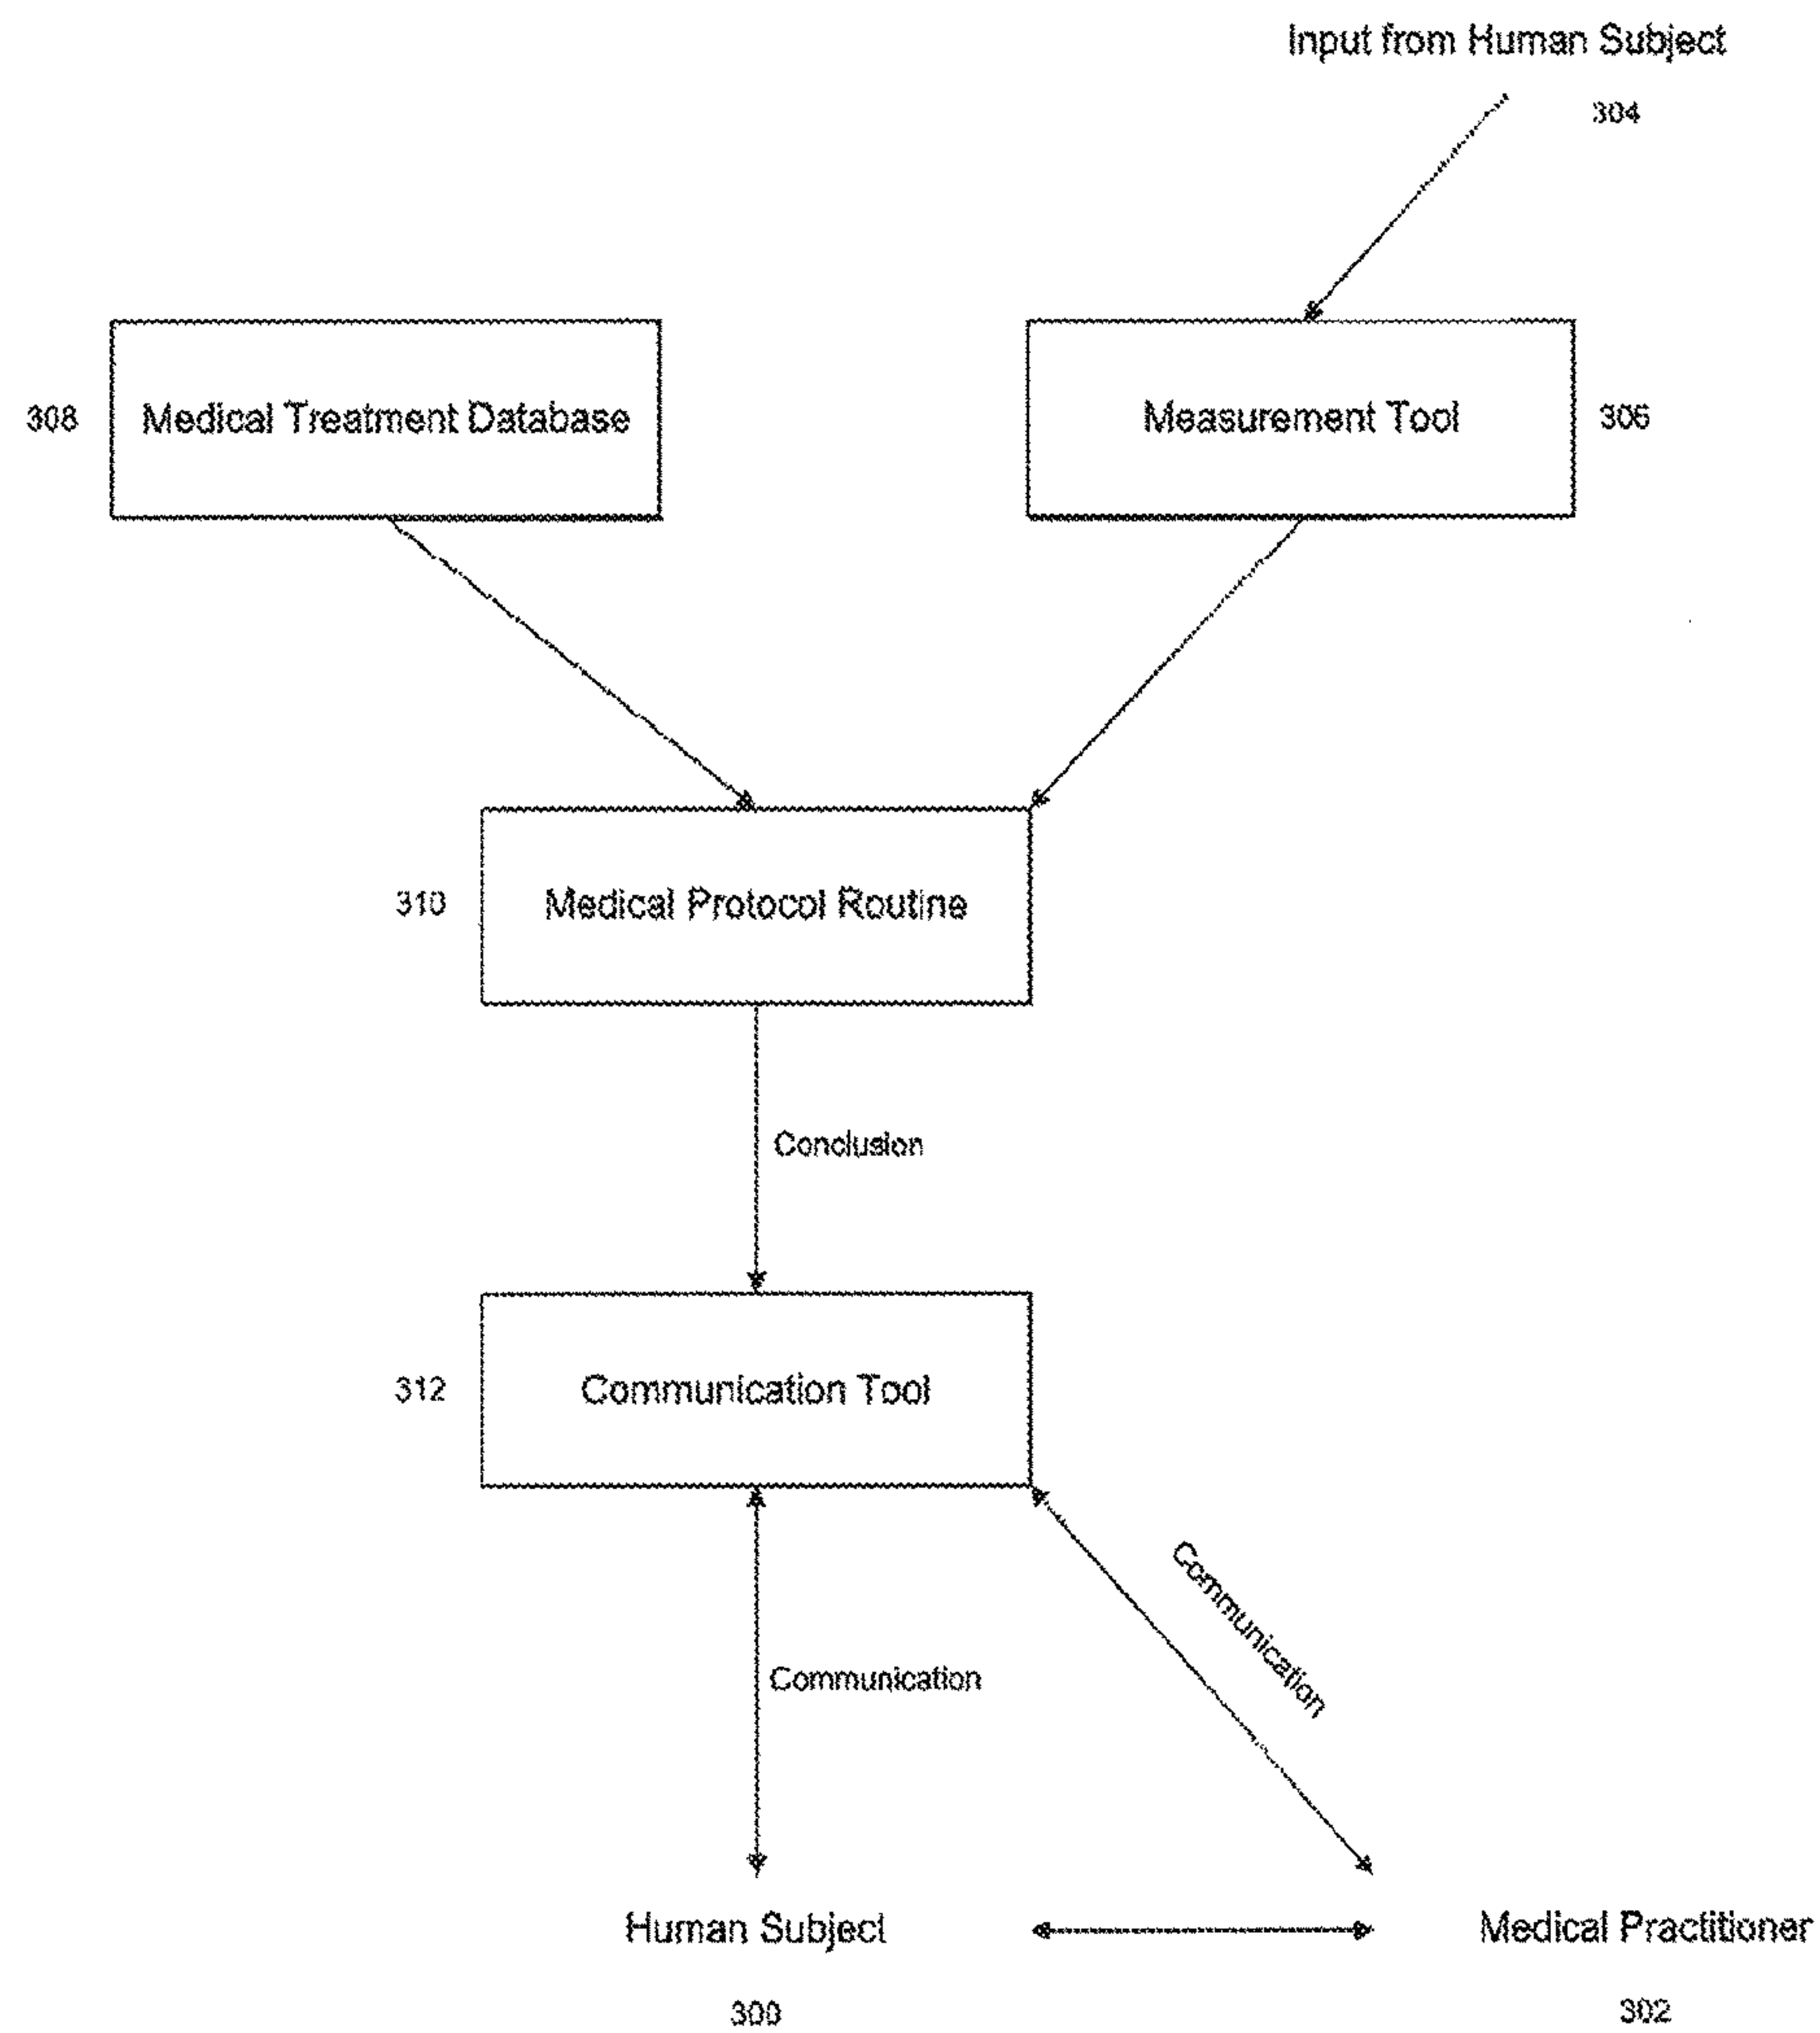 Input from Human Subject
304
308
Medical Treatment Database
Measurement Tool
306
310
Medical Protocol Routine
Conclusion
312
Communication Tool
Communication
Communication
Human Subject
Medical Practitioner
300
302